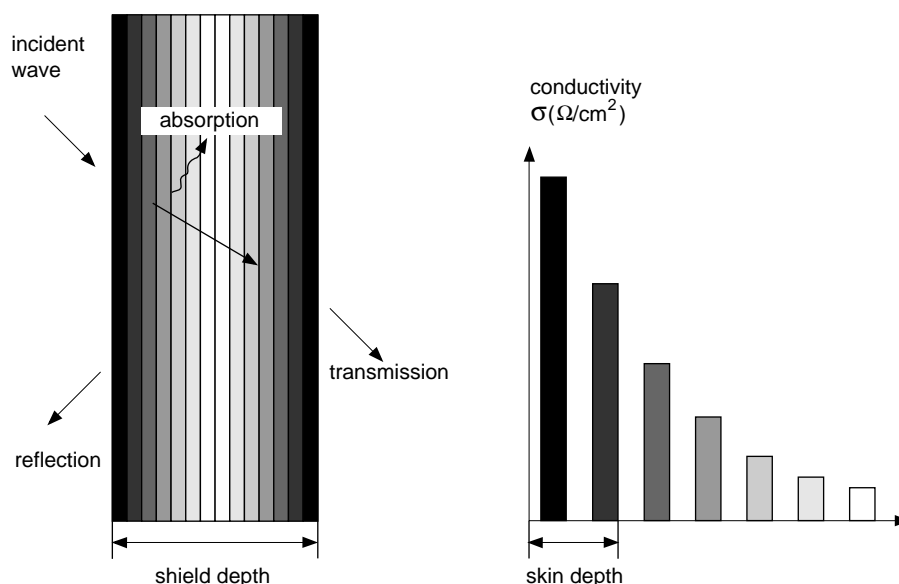 incident
wave
absorption
transmission
reflection
shield depth
conductivity
σ(Ω/cm²)
skin depth